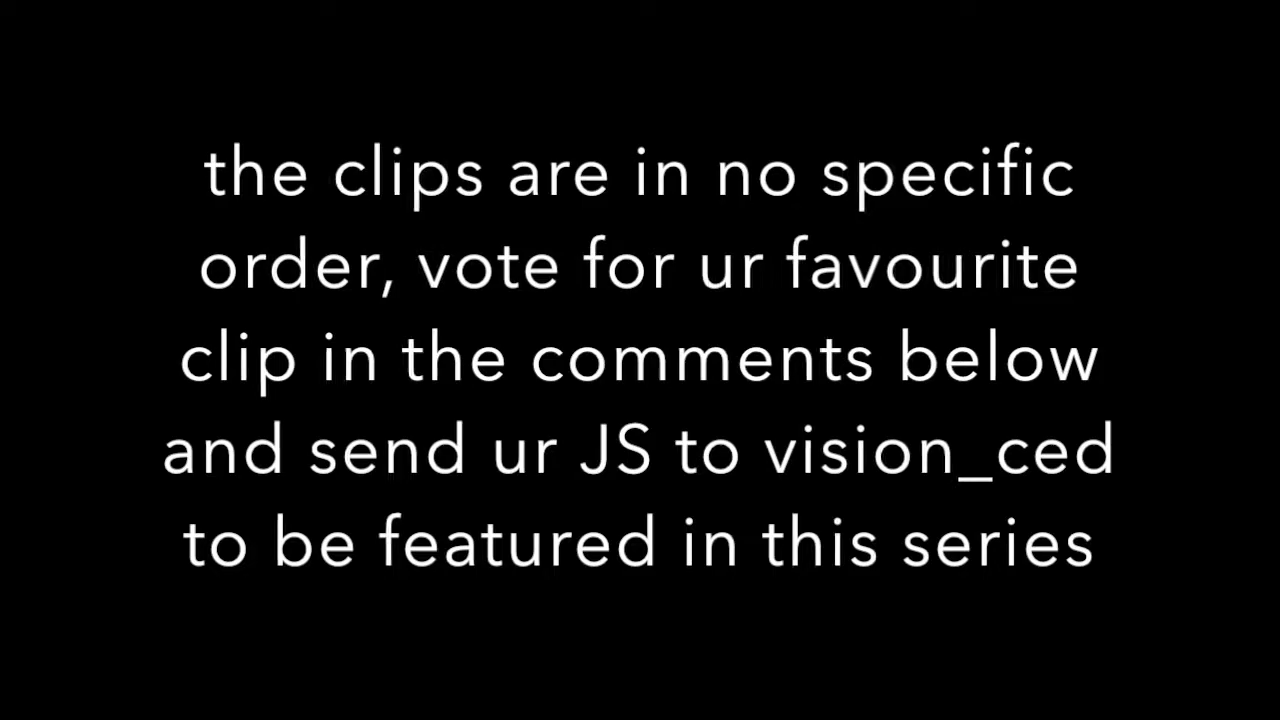 the clips are in no specific
order, vote for ur favourite
clip in the comments below
and send ur JS to vision_ced
to be featured in this series